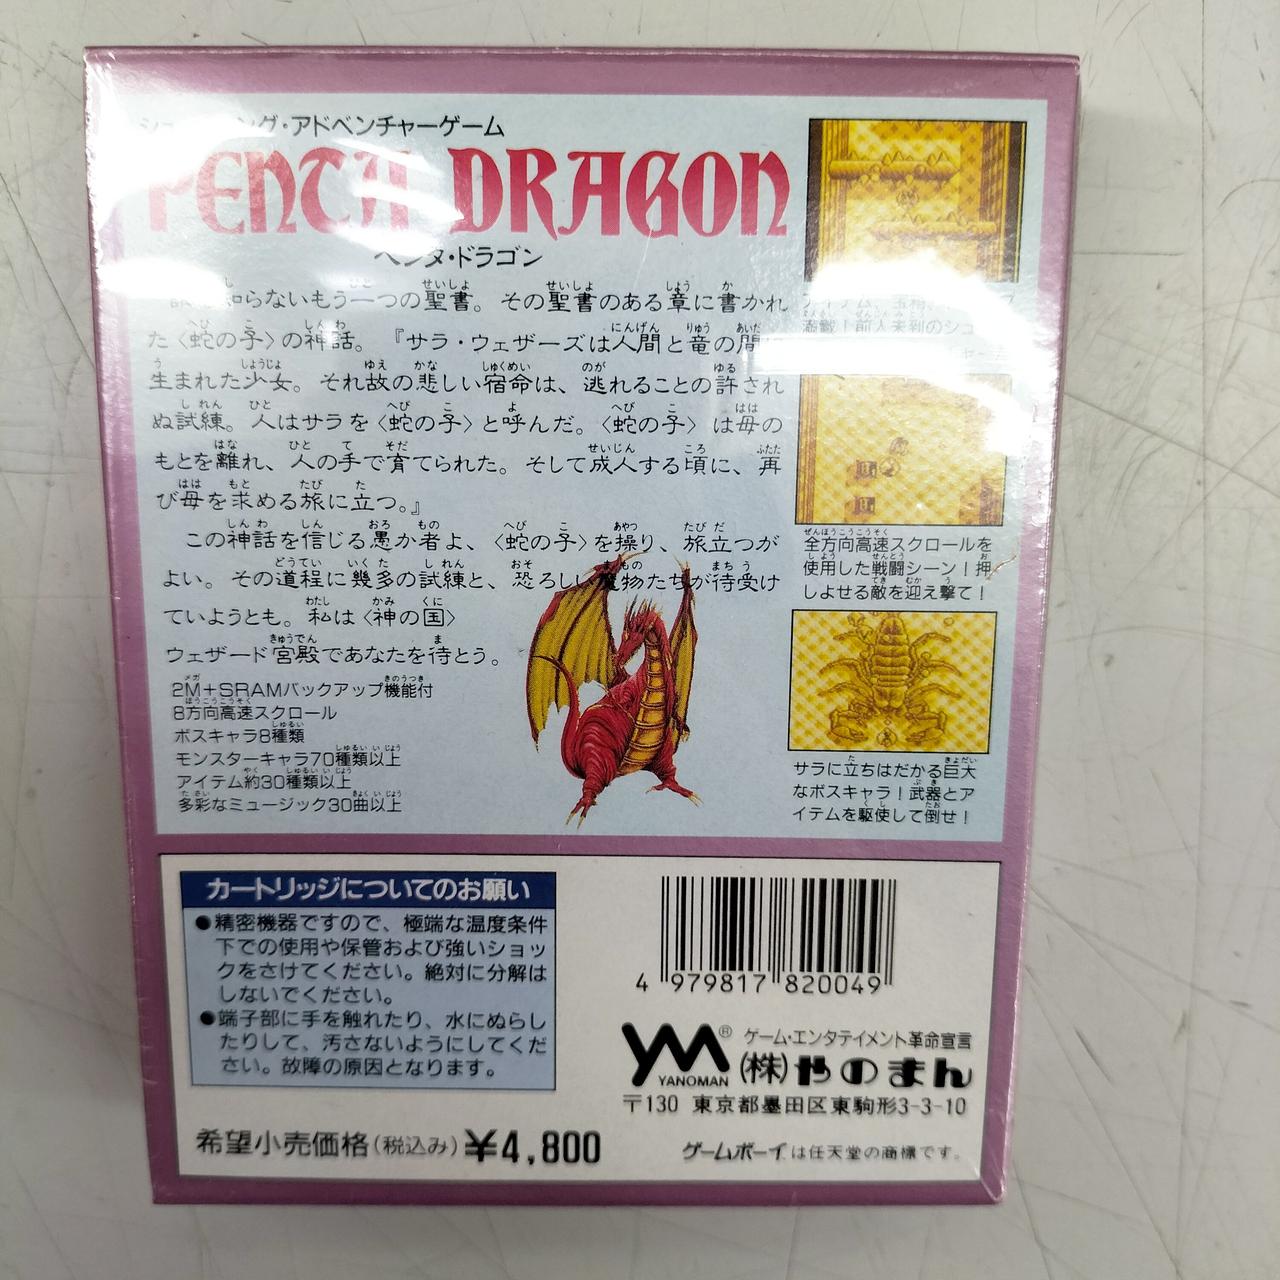 ング・アドベンチャーゲーム
PENTA DRAGON
ペンタ・ドラゴン
知らないもう一つの聖書。その聖書のある章に書かれ
た〈蛇の子〉の神話。『サラ・ウェザーズは人間と竜の間に
生まれた少女。それ故の悲しい宿命は、逃れることの許され
ぬ試練。人はサラを〈蛇の子〉と呼んだ。〈蛇の子〉は母の
もとを離れ、人の手で育てられた。そして成人する頃に、再
び母を求める旅に立つ。』
この神話を信じる愚か者よ、〈蛇の子〉を操り、旅立つが
よい。その道程に幾多の試練と、恐ろしい魔物たちが待受け
ていようとも。私は〈神の国〉
ウェザード宮殿であなたを待とう。
2M+SRAMバックアップ機能付
8方向高速スクロール
ボスキャラ8種類
モンスターキャラ70種類以上
アイテム約30種類以上
多彩なミュージック30曲以上
アイテム、宝箱
満載！前人未到のシュ
全方向高速スクロールを
使用した戦闘シーン！押
しよせる敵を迎え撃て！
サラに立ちはだかる巨大
なボスキャラ！武器とア
イテムを駆使して倒せ！
カートリッジについてのお願い
●精密機器ですので、極端な温度条件
下での使用や保管および強いショッ
クをさけてください。絶対に分解は
しないでください。
●端子部に手を触れたり、水にぬらし
たりして、汚さないようにしてくだ
さい。故障の原因となります。
希望小売価格(税込み)¥4,800
4 979817 820049
YM®
YANOMAN
ゲーム・エンタテイメント革命宣言
(株)やのまん
〒130 東京都墨田区東駒形3-3-10
ゲームボーイは任天堂の商標です。